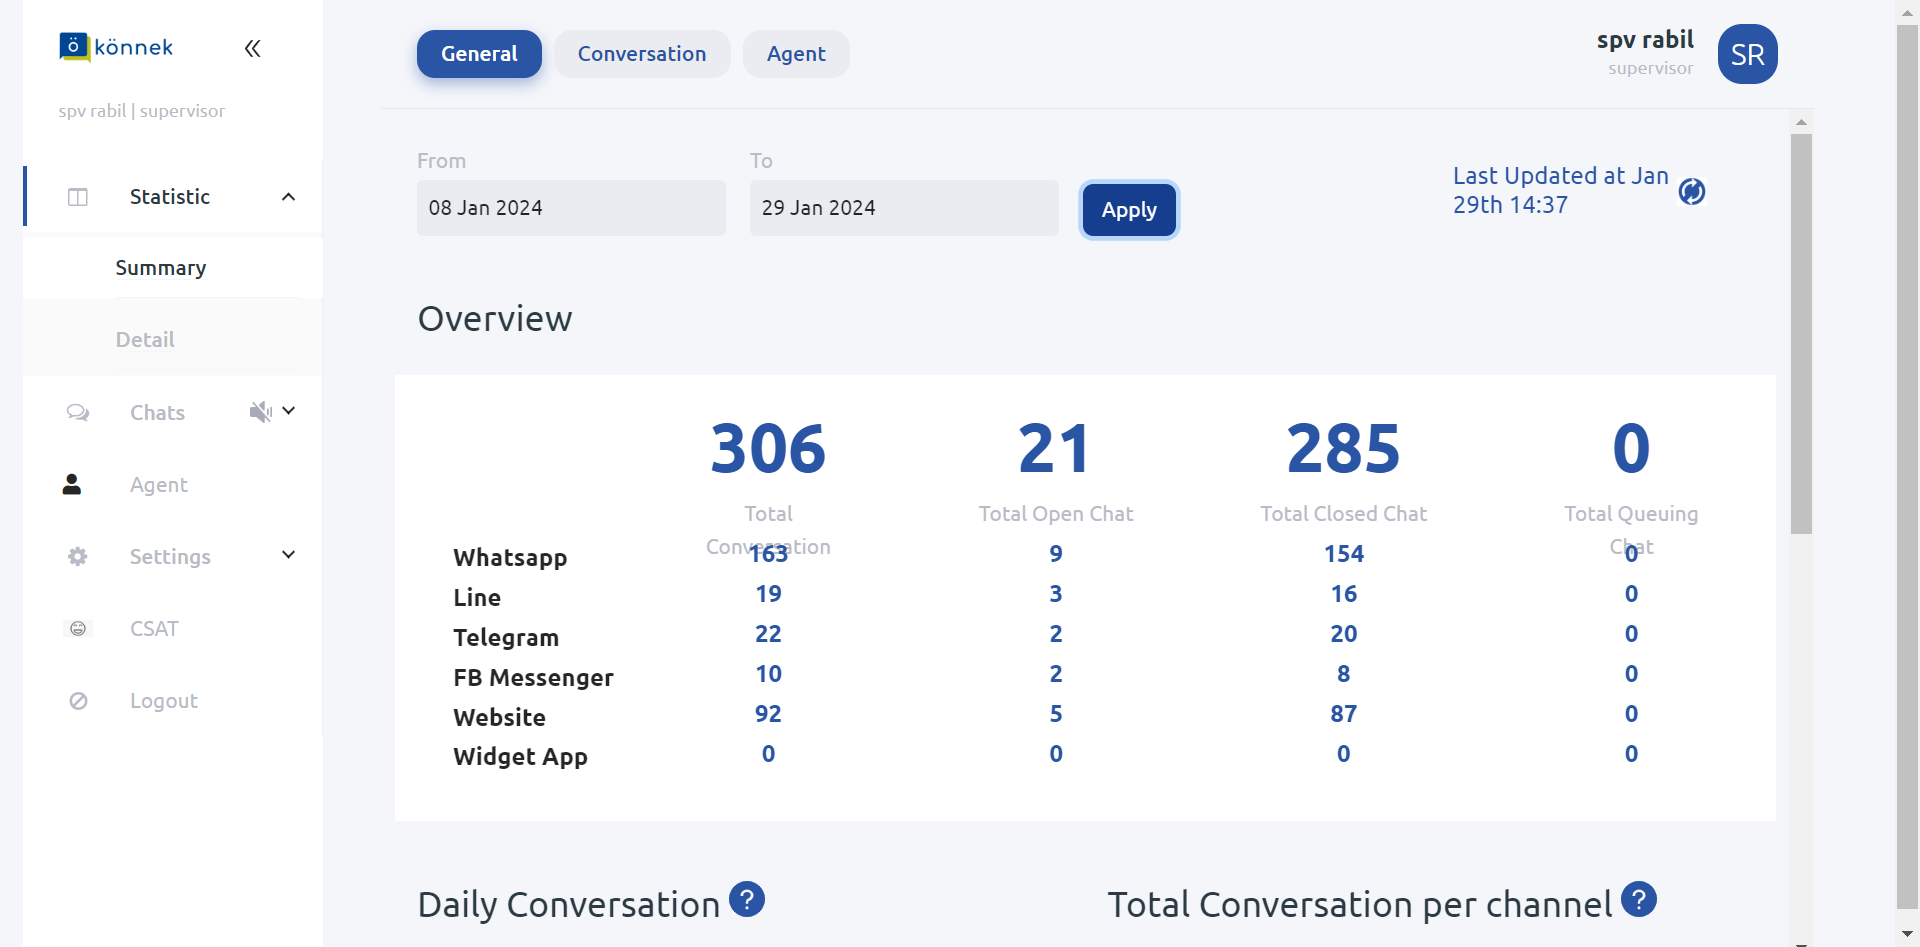 könnek
spv rabil | supervisor
Statistic
Summary
Detail
Chats
Agent
Settings
CSAT
Logout
General
Conversation
Agent
spv rabil
supervisor
SR
From
To
08 Jan 2024
29 Jan 2024
Apply
Last Updated at Jan
29th 14:37
Overview
306
21
285
0
Total
Conversation
Total Open Chat
Total Closed Chat
Total Queuing
Chat
Whatsapp 163 9 154 0
Line 19 3 16 0
Telegram 22 2 20 0
FB Messenger 10 2 8 0
Website 92 5 87 0
Widget App 0 0 0 0
Daily Conversation ?
Total Conversation per channel ?